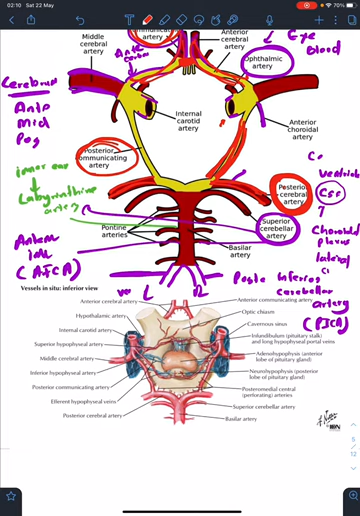 02:10 Sat 22 May
communicating
artery
Middle
cerebral
artery
Anterior
cerebral
artery
Eye
Blood
Ophthalmic
artery
Cerebrum
Ant
Mid
Pos
Internal
carotid artery
Anterior
choroidal
artery
Posterior
communicating
artery
inner ear
Labyrinthine
artery
Posterior
cerebral
artery
ventricle
CSF
Superior
cerebellar
artery
Choroid
plexus
lateral
Pontine
arteries
Basilar
artery
(AICA)
L
R
Inferior
cerebellar
artery
(PICA)
Vessels in situ: inferior view
Anterior cerebral artery
Hypothalamic artery
Internal carotid artery
Superior hypophyseal artery
Middle cerebral artery
Inferior hypophyseal artery
Posterior communicating artery
Efferent hypophyseal veins
Posterior cerebral artery
Anterior communicating artery
Optic chiasm
Cavernous sinus
Infundibulum (pituitary stalk) and long hypophyseal portal veins
Adenohypophysis (anterior lobe of pituitary gland)
Neurohypophysis (posterior lobe of pituitary gland)
Posteromedial central (perforating) arteries
Superior cerebellar artery
Basilar artery
5
12